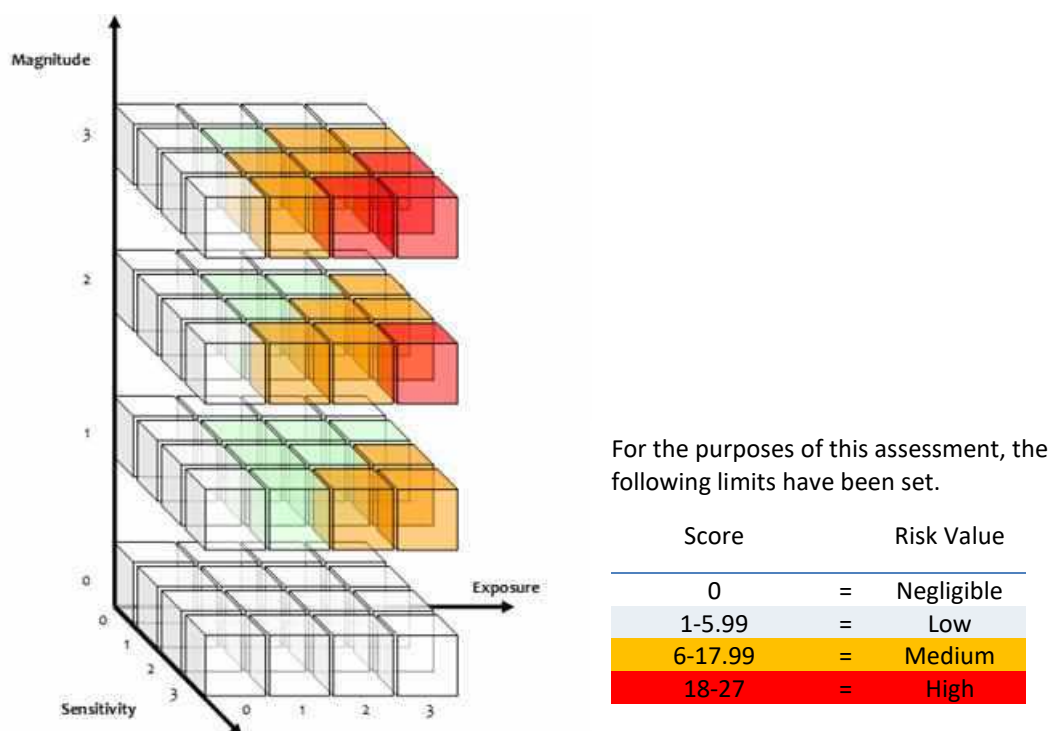 Magnitude
3
2
1
0
Exposure
0
1
2
3
Sensitivity
0
1
2
3
For the purposes of this assessment, the
following limits have been set.
Score Risk Value
0 = Negligible
1-5.99 = Low
6-17.99 = Medium
18-27 = High